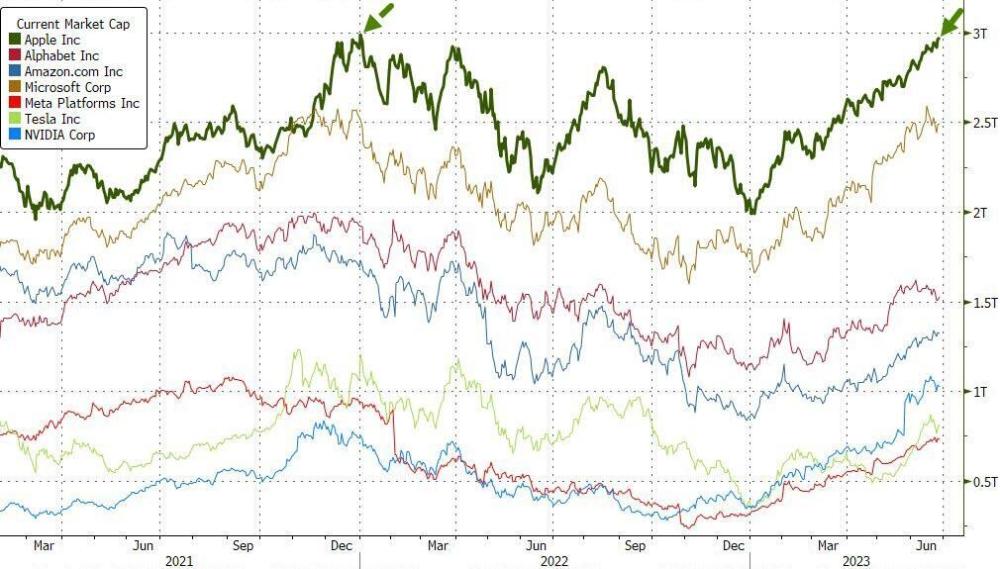 Current Market Cap
Apple Inc
Alphabet Inc
Amazon.com Inc
Microsoft Corp
Meta Platforms Inc
Tesla Inc
NVIDIA Corp
3T
2.5T
2T
1.5T
1T
0.5T
Mar Jun Sep Dec Mar Jun Sep Dec Mar Jun
2021 2022 2023